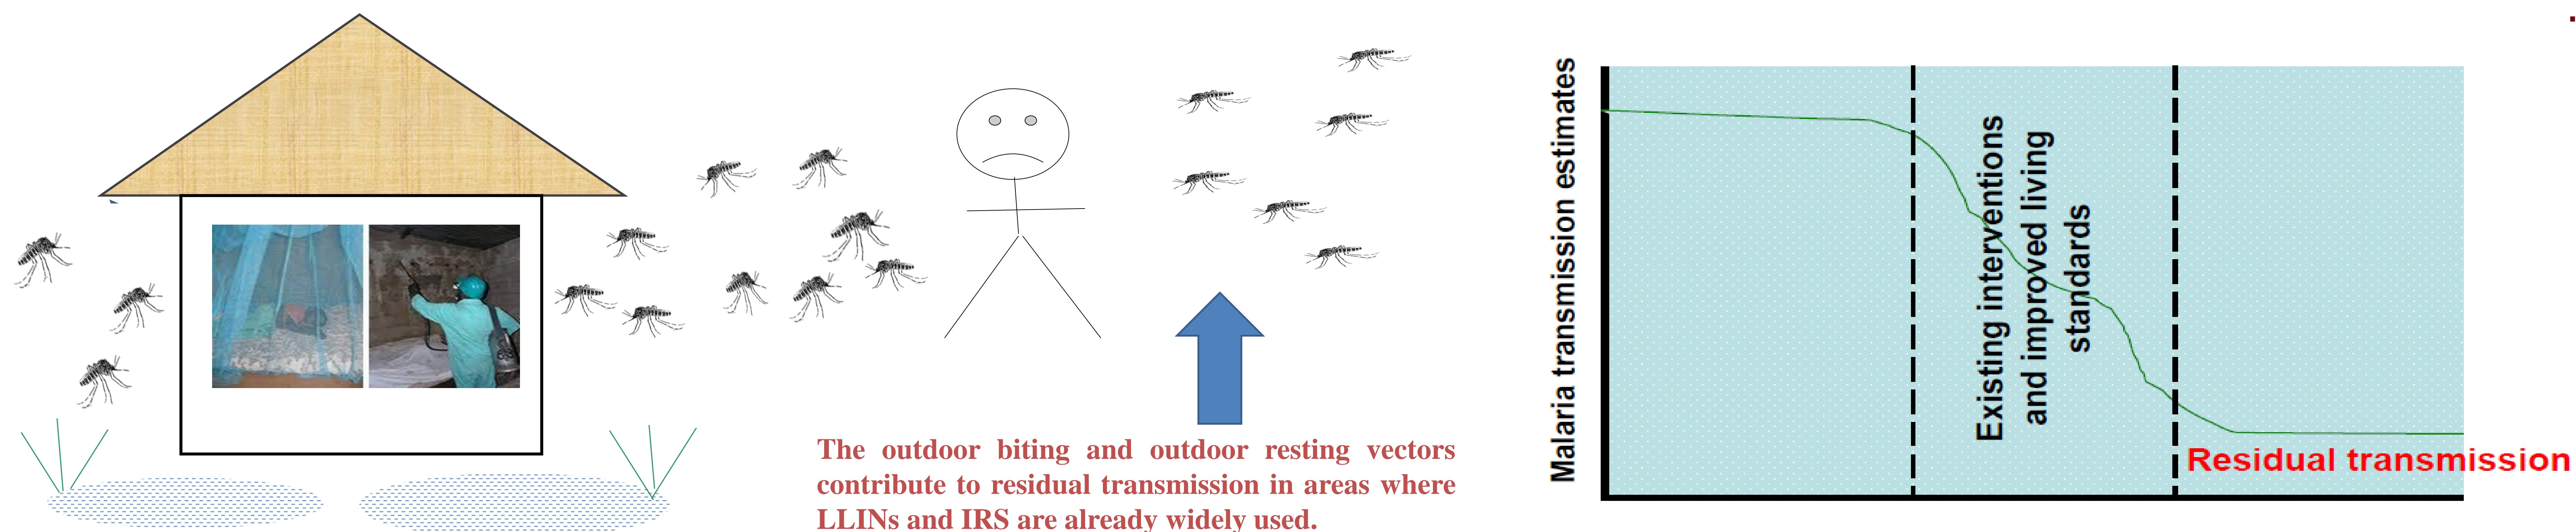 The outdoor biting and outdoor resting vectors
contribute to residual transmission in areas where
LLINs and IRS are already widely used.
Malaria transmission estimates
Existing interventions
and improved living
standards
Residual transmission